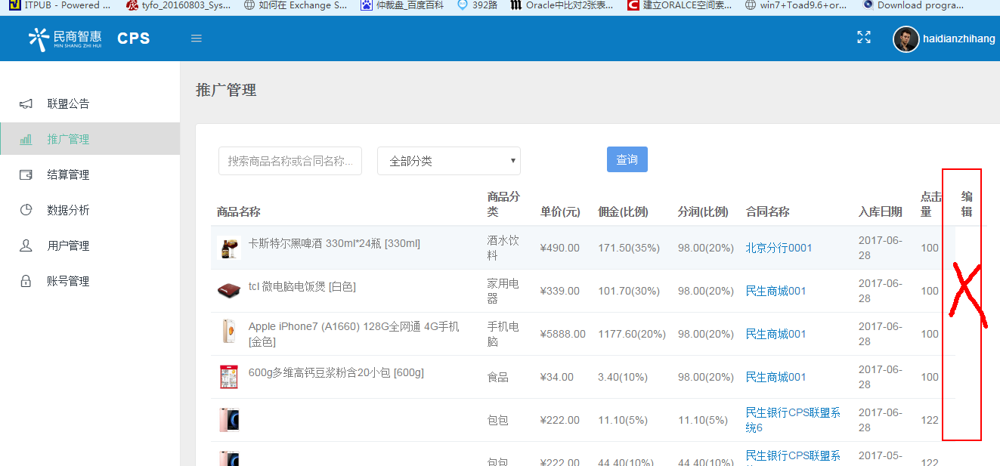 ITPUB - Powered ... tyfo_20160803_Sys... 如何在 Exchange S... 仲裁盘_百度百科 392路 Oracle中比对2张表... 建立ORALCE空间索... win7+Toad9.6+or... Download progra...
民商智惠 CPS haidianzhihang
MIN SHANG ZHI HUI
推广管理
联盟公告
推广管理
结算管理
数据分析
用户管理
账号管理
搜索商品名称或合同名称... 全部分类 查询
商品名称 商品分类 单价(元) 佣金(比例) 分润(比例) 合同名称 入库日期 点击量 编辑
卡斯特尔黑啤酒 330ml*24瓶 [330ml] 酒水饮料 ¥490.00 171.50(35%) 98.00(20%) 北京分行0001 2017-06-28 100
tcl 微电脑电饭煲 [白色] 家用电器 ¥339.00 101.70(30%) 98.00(20%) 民生商城001 2017-06-28 100
Apple iPhone7 (A1660) 128G全网通 4G手机 [金色] 手机电脑 ¥5888.00 1177.60(20%) 98.00(20%) 民生商城001 2017-06-28 100
600g多维高钙豆浆粉含20小包 [600g] 食品 ¥34.00 3.40(10%) 98.00(20%) 民生商城001 2017-06-28 100
包包 ¥222.00 11.10(5%) 11.10(5%) 民生银行CPS联盟系统6 2017-06-28 122
包包 ¥222.00 44.40(10%) 44.40(10%) 民生银行CPS联盟系 2017-05- 122